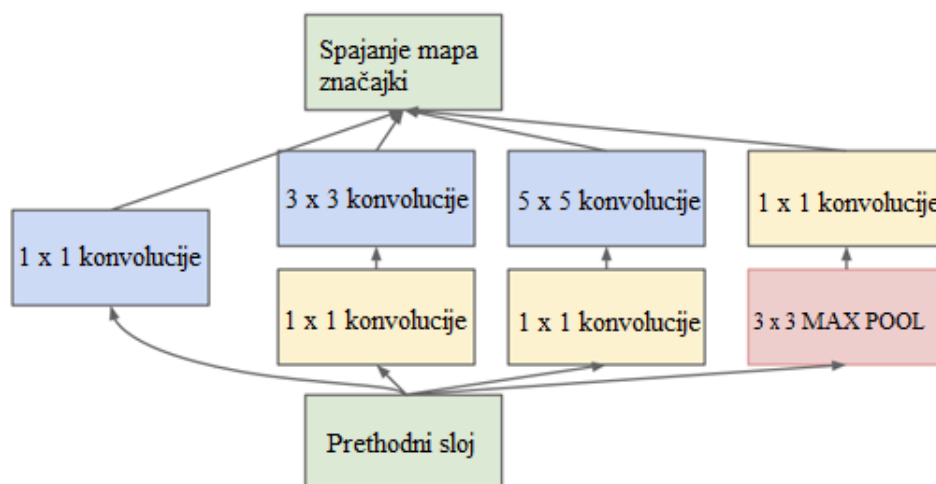 Spajanje mapa
značajki
3 x 3 konvolucije
5 x 5 konvolucije
1 x 1 konvolucije
1 x 1 konvolucije
1 x 1 konvolucije
1 x 1 konvolucije
3 x 3 MAX POOL
Prethodni sloj